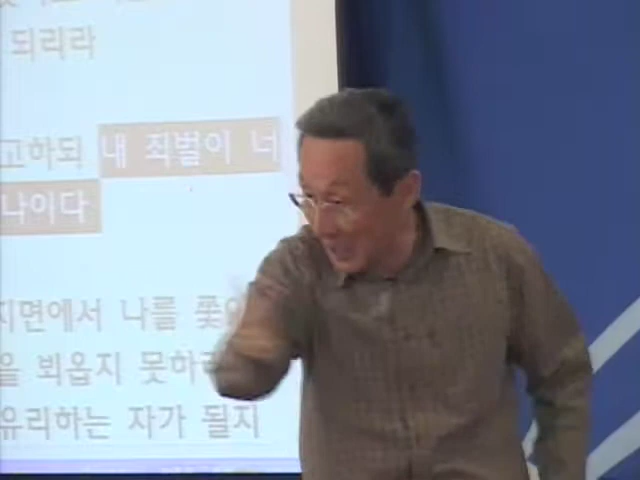 되리라
고하되 내 죄벌이 너
나이다
지면에서 나를 쫓
을 뵈옵지 못하
유리하는 자가 될지